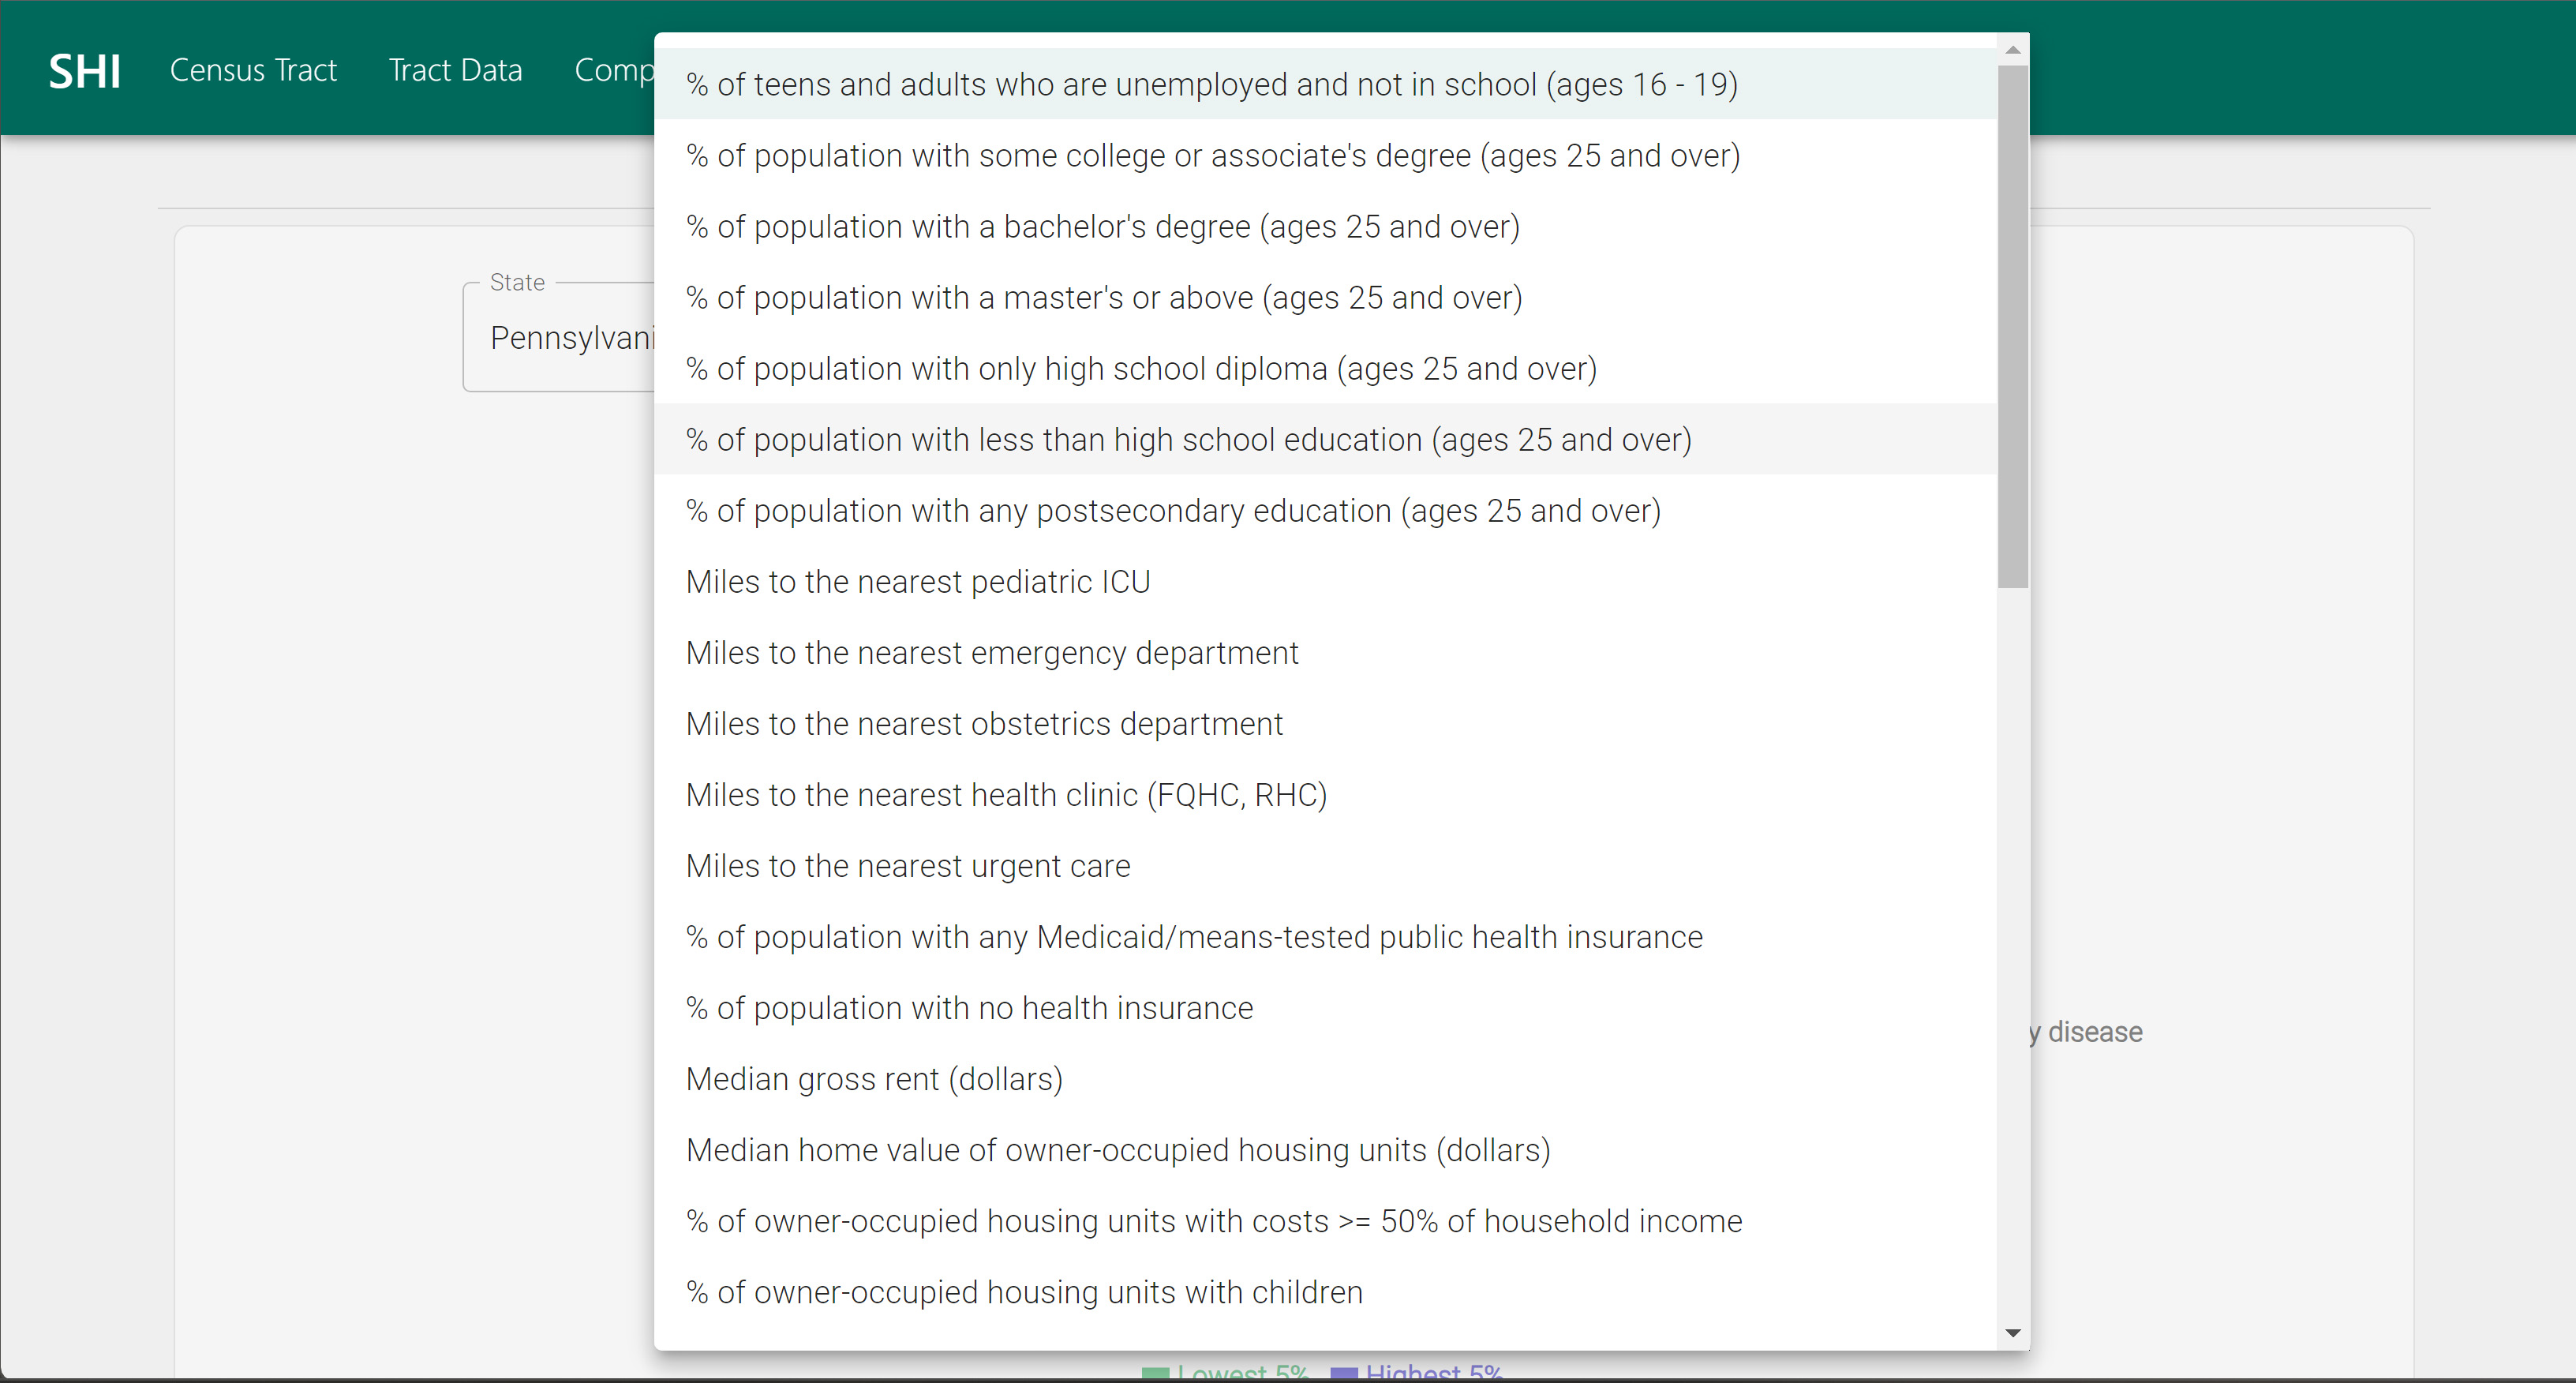 SHI Census Tract Tract Data Comp
% of teens and adults who are unemployed and not in school (ages 16 - 19)
% of population with some college or associate's degree (ages 25 and over)
% of population with a bachelor's degree (ages 25 and over)
State
% of population with a master's or above (ages 25 and over)
Pennsylvani
% of population with only high school diploma (ages 25 and over)
% of population with less than high school education (ages 25 and over)
% of population with any postsecondary education (ages 25 and over)
Miles to the nearest pediatric ICU
Miles to the nearest emergency department
Miles to the nearest obstetrics department
Miles to the nearest health clinic (FQHC, RHC)
Miles to the nearest urgent care
% of population with any Medicaid/means-tested public health insurance
% of population with no health insurance
y disease
Median gross rent (dollars)
Median home value of owner-occupied housing units (dollars)
% of owner-occupied housing units with costs >= 50% of household income
% of owner-occupied housing units with children
Lowest 5% Highest 5%